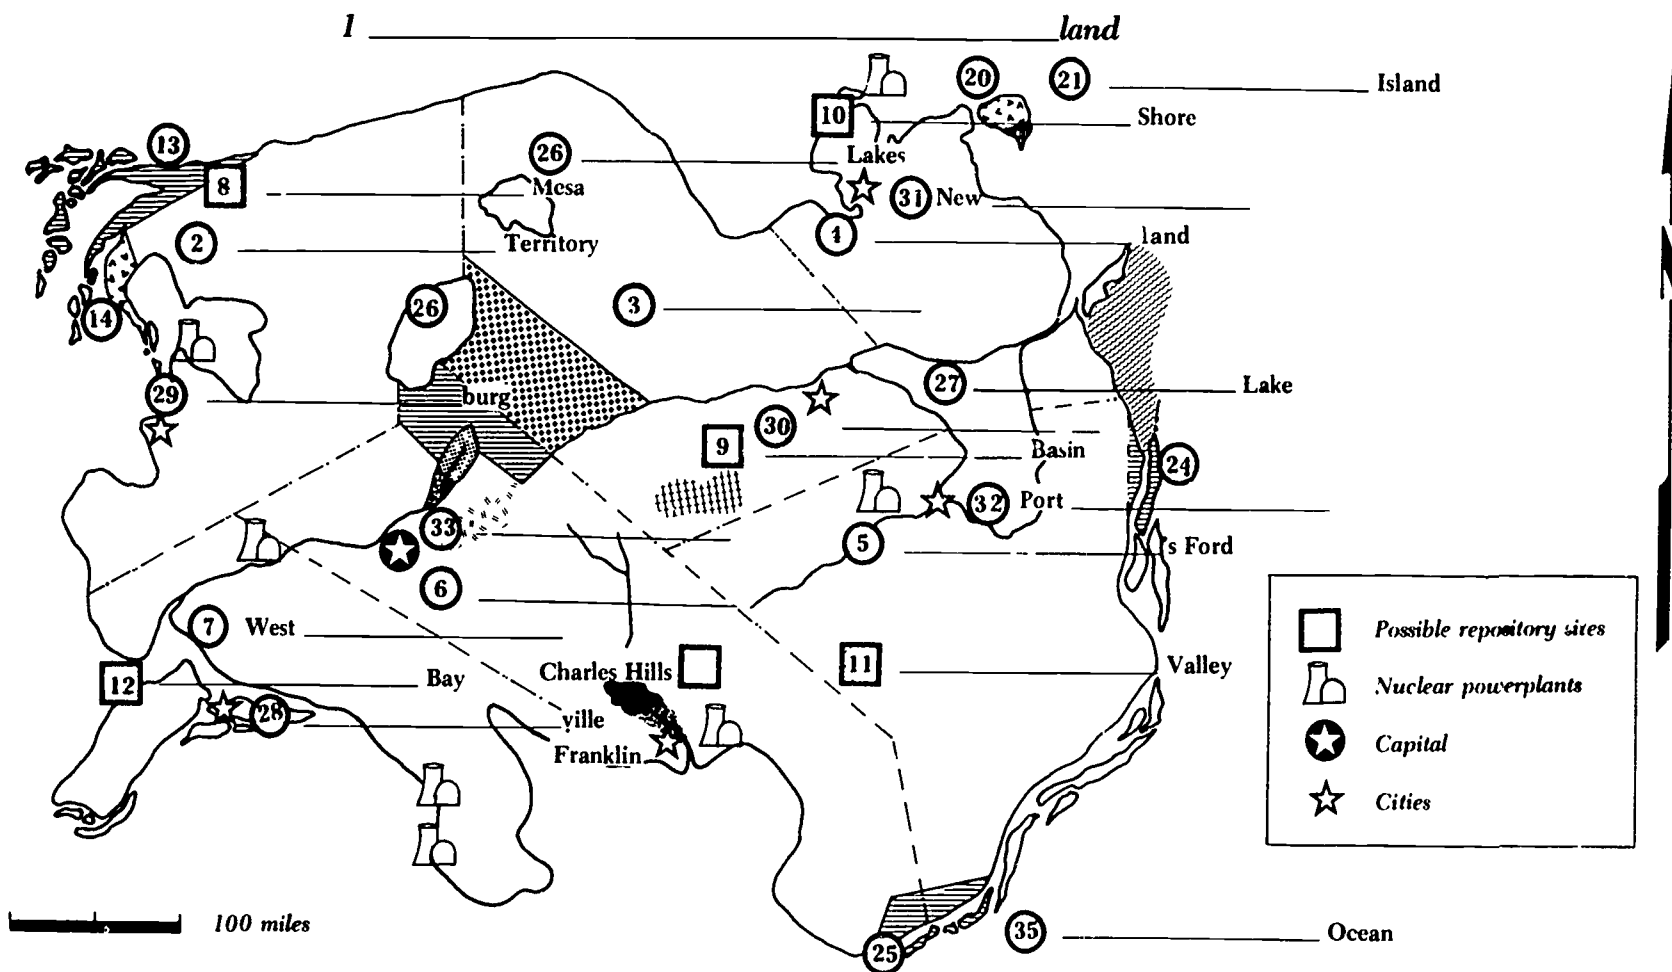 1 land
20 21 Island
10 Shore
13 26 Lakes
8 Mesa
31 New
2 Territory 4 land
26 3
14
29 burg 27 Lake
30
9 Basin
24
32 Port
33 5 's Ford
6
7 West
Possible repository sites
Charles Hills 11 Valley
12 Bay Nuclear powerplants
28 ville
Franklin Capital
Cities
100 miles
35 Ocean
25